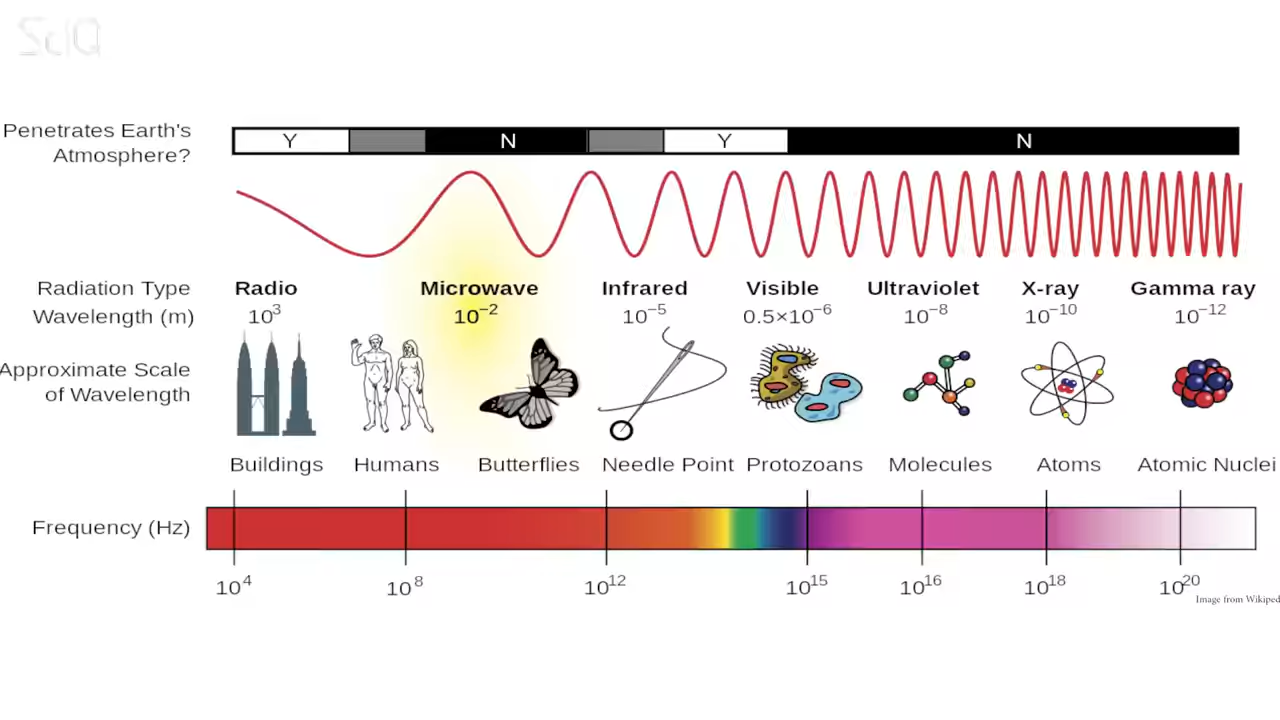 Penetrates Earth's
Atmosphere?
Y N Y N
Radiation Type
Radio Microwave Infrared Visible Ultraviolet X-ray Gamma ray
Wavelength (m)
10³ 10⁻² 10⁻⁵ 0.5×10⁻⁶ 10⁻⁸ 10⁻¹⁰ 10⁻¹²
Approximate Scale
of Wavelength
Buildings Humans Butterflies Needle Point Protozoans Molecules Atoms Atomic Nuclei
Frequency (Hz)
10⁴ 10⁸ 10¹² 10¹⁵ 10¹⁶ 10¹⁸ 10²⁰
Image from Wikiped